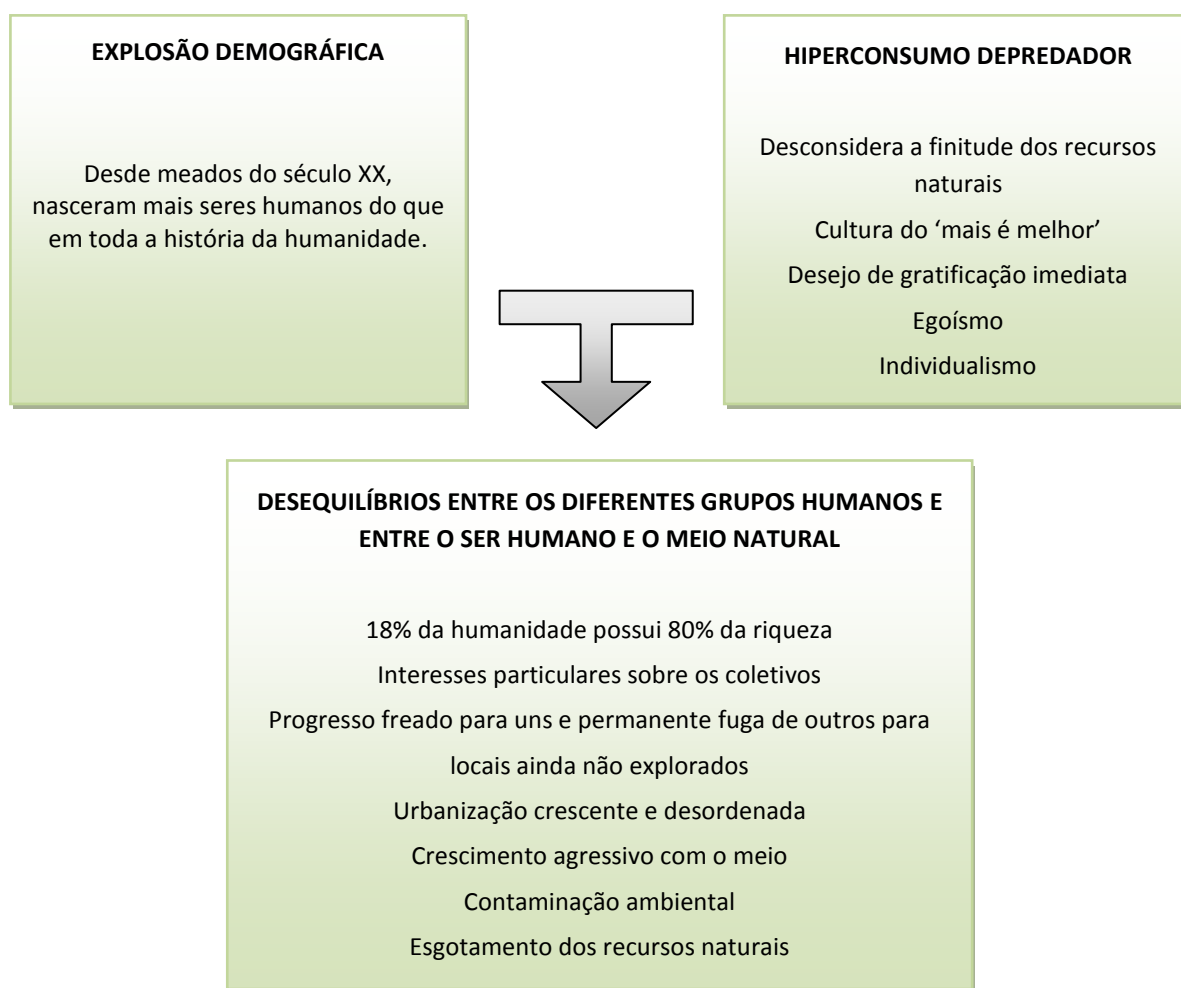 EXPLOSÃO DEMOGRÁFICA
Desde meados do século XX,
nasceram mais seres humanos do que
em toda a história da humanidade.
HIPERCONSUMO DEPREDADOR
Desconsidera a finitude dos recursos
naturais
Cultura do ‘mais é melhor’
Desejo de gratificação imediata
Egoísmo
Individualismo
DESEQUILÍBRIOS ENTRE OS DIFERENTES GRUPOS HUMANOS E
ENTRE O SER HUMANO E O MEIO NATURAL
18% da humanidade possui 80% da riqueza
Interesses particulares sobre os coletivos
Progresso freado para uns e permanente fuga de outros para
locais ainda não explorados
Urbanização crescente e desordenada
Crescimento agressivo com o meio
Contaminação ambiental
Esgotamento dos recursos naturais